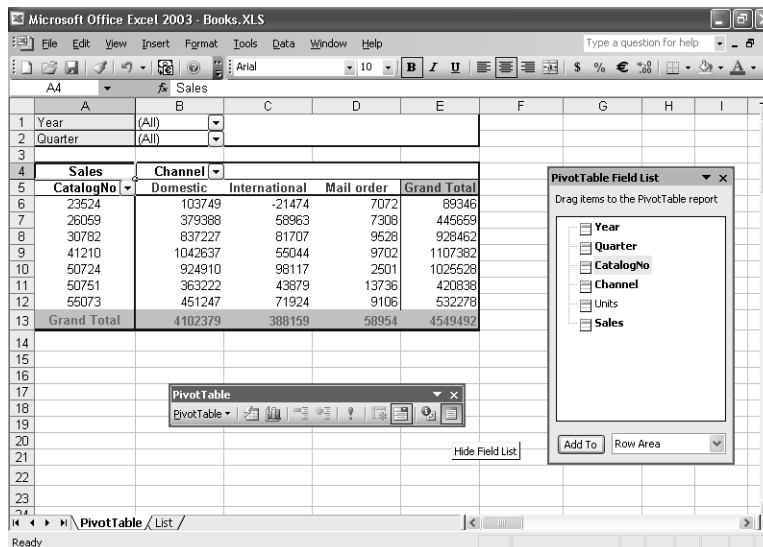 Microsoft Office Excel 2003 - Books.XLS
File Edit View Insert Format Tools Data Window Help Type a question for help
Arial 10 B I U $ % € A
A4 fx Sales
A B C D E F G H I
1 Year (All)
2 Quarter (All)
3
4 Sales Channel
5 CatalogNo Domestic International Mail order Grand Total
6 23524 103749 -21474 7072 89346
7 26059 379388 58963 7308 445659
8 30782 837227 81707 9528 928462
9 41210 1042637 55044 9702 1107382
10 50724 924910 98117 2501 1025528
11 50751 363222 43879 13736 420838
12 55073 451247 71924 9106 532278
13 Grand Total 4102379 388159 58954 4549492
14
15
16
17
18
19
20
21
22
23
24
PivotTable Field List
Drag items to the PivotTable report
Year
Quarter
CatalogNo
Channel
Units
Sales
Add To Row Area
PivotTable
PivotTable
Hide Field List
PivotTable List
Ready